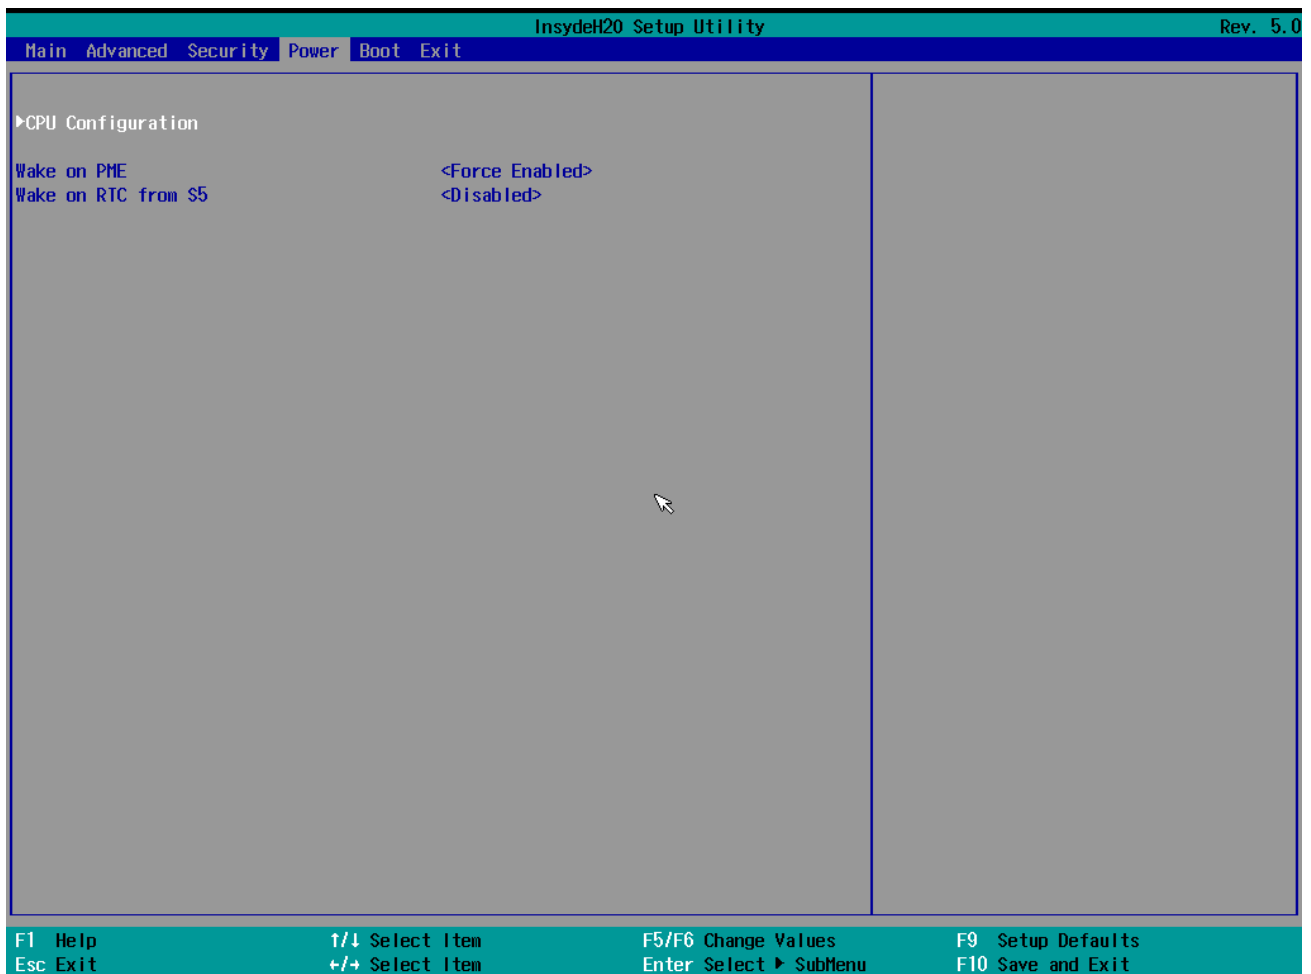 InsydeH20 Setup Utility Rev. 5.0
Main Advanced Security Power Boot Exit
▶CPU Configuration
Wake on PME <Force Enabled>
Wake on RTC from S5 <Disabled>
F1 Help ↑/↓ Select Item F5/F6 Change Values F9 Setup Defaults
Esc Exit ←/→ Select Item Enter Select ▶ SubMenu F10 Save and Exit